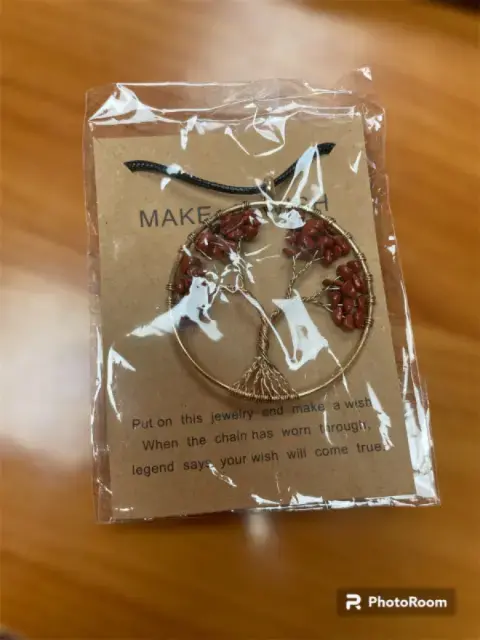 MAKE
Put on this jewelry and make a wish
When the chain has worn through,
legend says your wish will come true
PhotoRoom